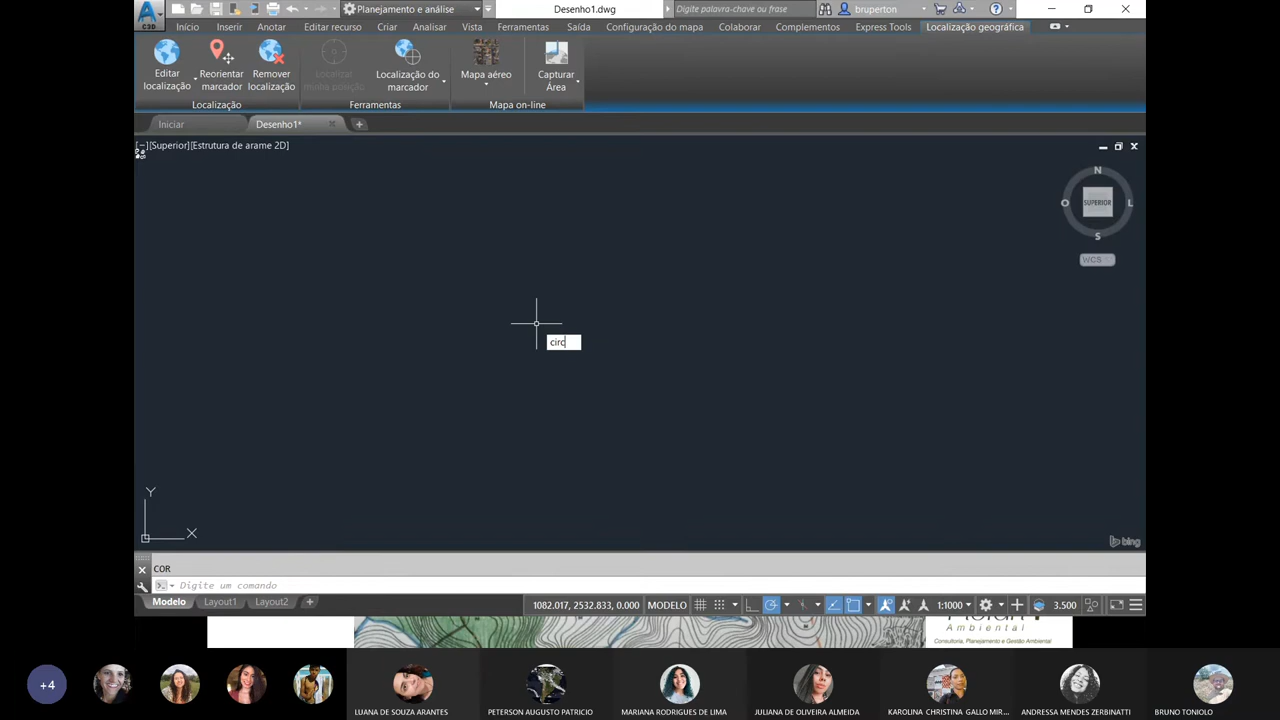 C3D
Planejamento e análise
Desenho1.dwg
Digite palavra-chave ou frase
bruperton
Início Inserir Anotar Editar recurso Criar Analisar Vista Ferramentas Saída Configuração do mapa Colaborar Complementos Express Tools Localização geográfica
Editar localização
Reorientar marcador
Remover localização
Localizar minha posição
Localização do marcador
Mapa aéreo
Capturar Área
Localização Ferramentas Mapa on-line
Iniciar Desenho1*
[−][Superior][Estrutura de arame 2D]
N
O SUPERIOR L
S
WCS
circ
Y
X
bing
COR
Digite um comando
Modelo Layout1 Layout2 1082.017, 2532.833, 0.000 MODELO 1:1000 3.500
Ambiental
Consultoria, Planejamento e Gestão Ambiental
+4
LUANA DE SOUZA ARANTES
PETERSON AUGUSTO PATRICIO
MARIANA RODRIGUES DE LIMA
JULIANA DE OLIVEIRA ALMEIDA
KAROLINA CHRISTINA GALLO MIR...
ANDRESSA MENDES ZERBINATTI
BRUNO TONIOLO